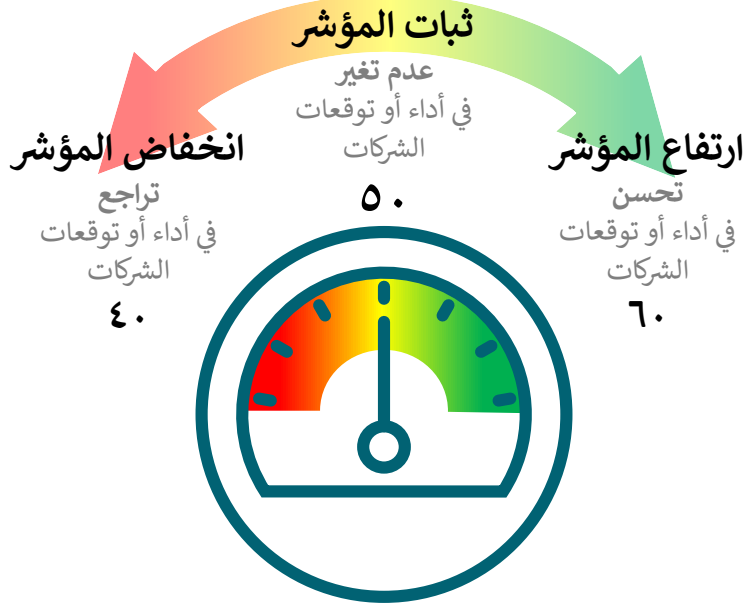 ثبات المؤشر
عدم تغير
في أداء أو توقعات
الشركات
٥٠
ارتفاع المؤشر
تحسن
في أداء أو توقعات
الشركات
٦٠
انخفاض المؤشر
تراجع
في أداء أو توقعات
الشركات
٤٠